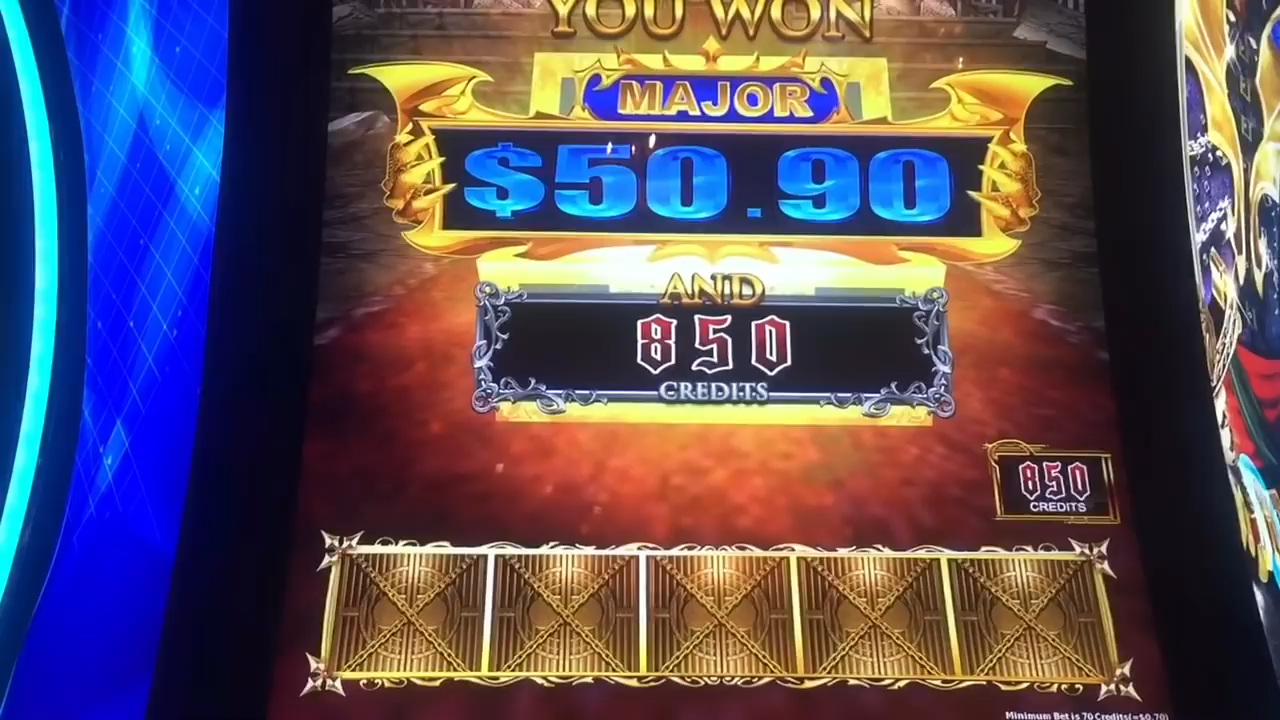 YOU WON
MAJOR
$50.90
AND
850
CREDITS
850
CREDITS
Minimum Bet is 70 Credits(=$0.70)